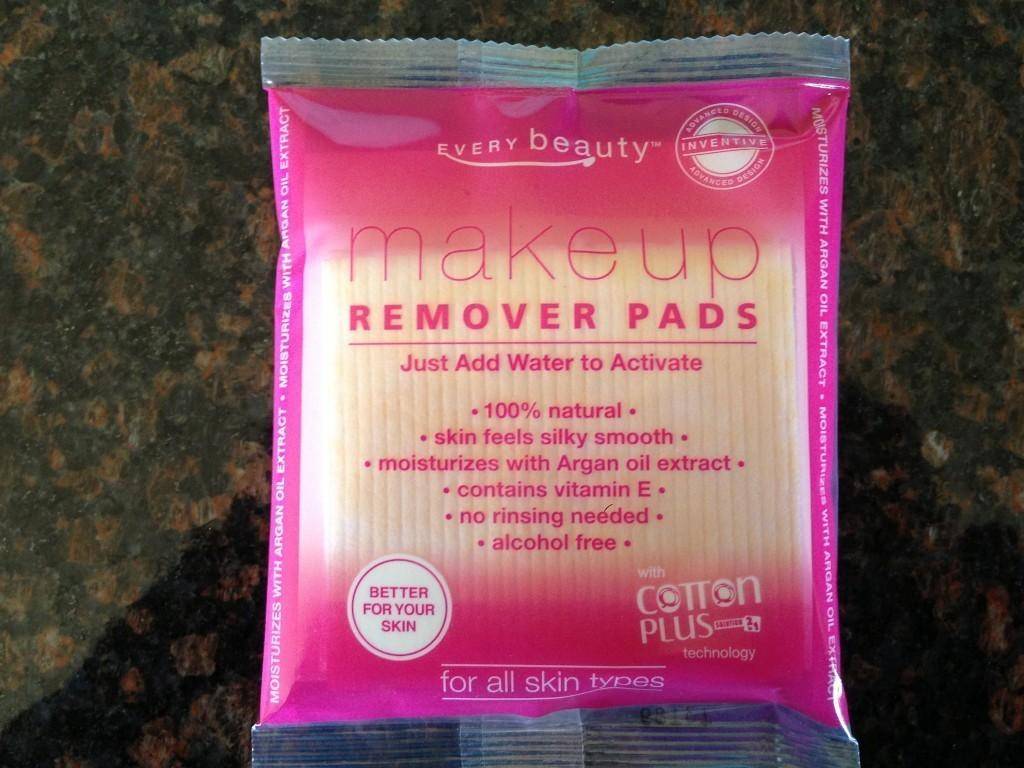 EVERY beauty™
ADVANCED DESIGN
INVENTIVE
ADVANCED DESIGN
makeup
REMOVER PADS
Just Add Water to Activate
• 100% natural •
• skin feels silky smooth •
• moisturizes with Argan oil extract •
• contains vitamin E •
• no rinsing needed •
• alcohol free •
BETTER
FOR YOUR
SKIN
with
COTTON
PLUS SOLUTION 2in1
technology
for all skin types
MOISTURIZES WITH ARGAN OIL EXTRACT • MOISTURIZES WITH ARGAN OIL EXTRACT
MOISTURIZES WITH ARGAN OIL EXTRACT • MOISTURIZES WITH ARGAN OIL EXTRACT